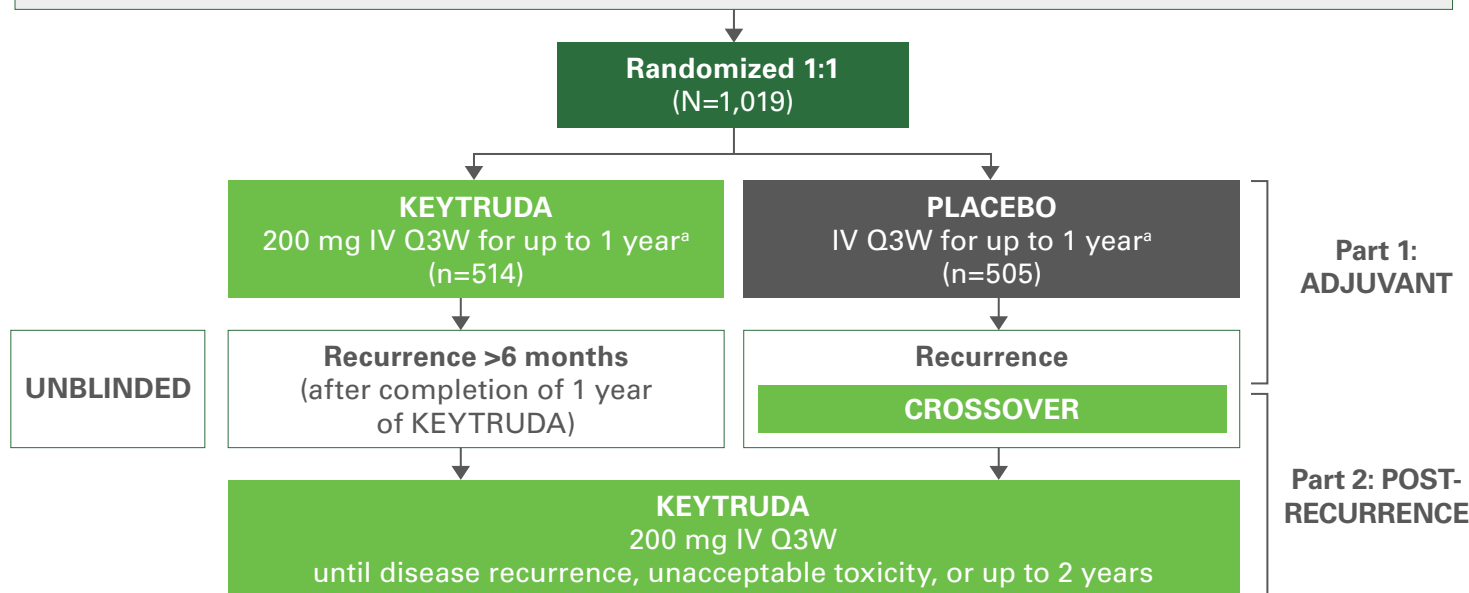 Randomized 1:1
(N=1,019)
KEYTRUDA
200 mg IV Q3W for up to 1 yearᵃ
(n=514)
PLACEBO
IV Q3W for up to 1 yearᵃ
(n=505)
Part 1:
ADJUVANT
UNBLINDED
Recurrence >6 months
(after completion of 1 year
of KEYTRUDA)
Recurrence
CROSSOVER
KEYTRUDA
200 mg IV Q3W
until disease recurrence, unacceptable toxicity, or up to 2 years
Part 2: POST-
RECURRENCE